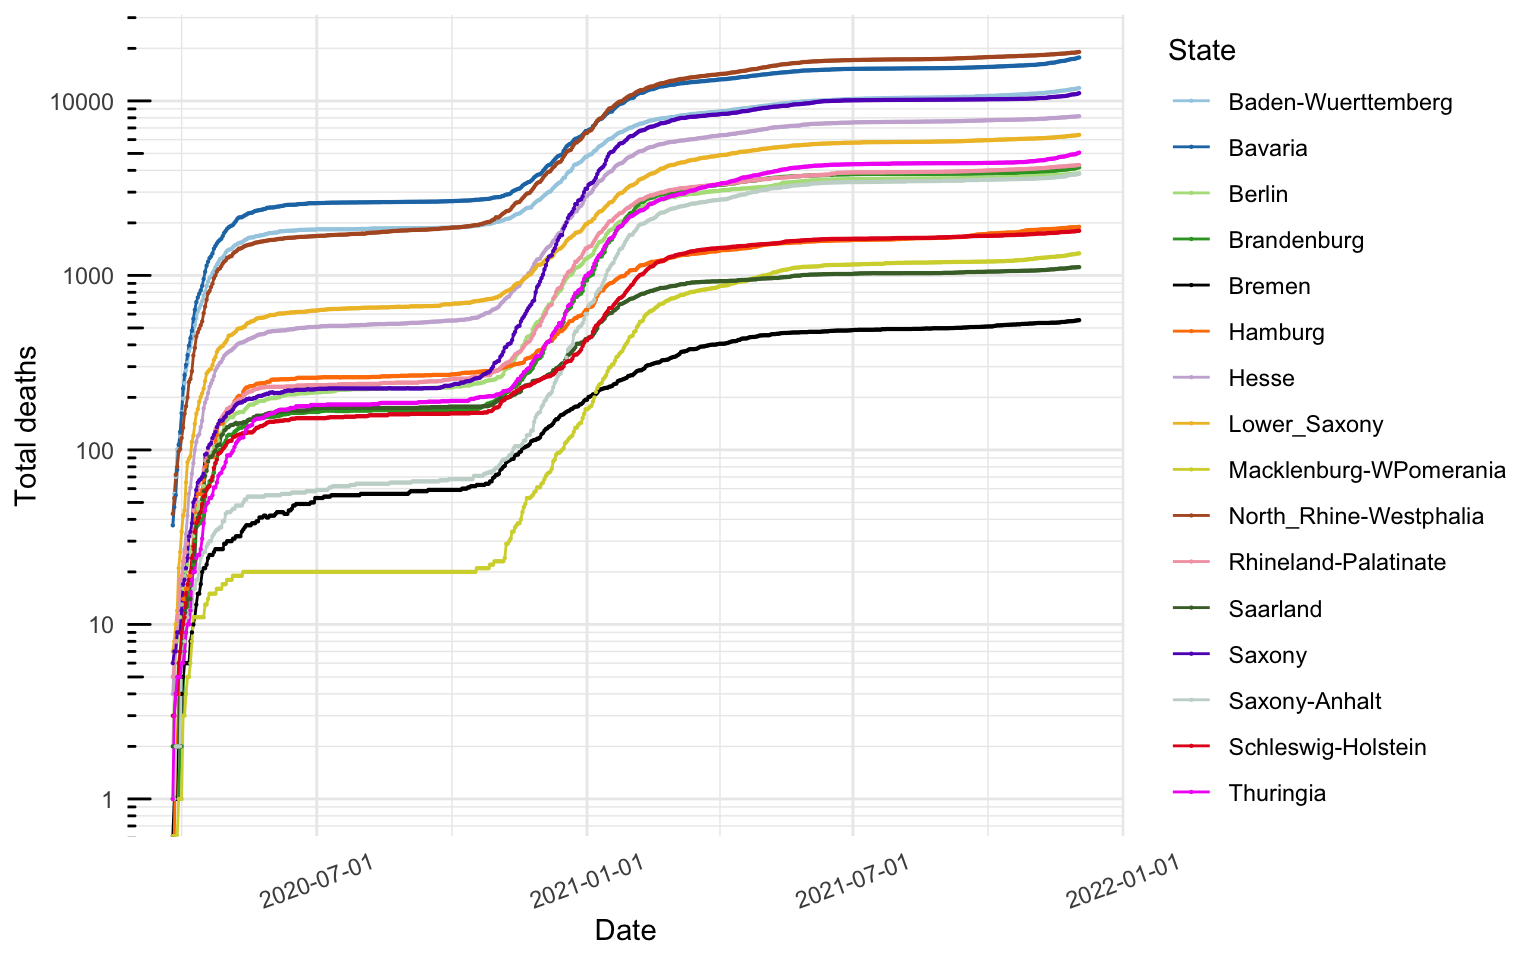 Total deaths
10000
1000
100
10
1
2020-07-01
2021-01-01
2021-07-01
2022-01-01
Date
State
Baden-Wuerttemberg
Bavaria
Berlin
Brandenburg
Bremen
Hamburg
Hesse
Lower_Saxony
Macklenburg-WPomerania
North_Rhine-Westphalia
Rhineland-Palatinate
Saarland
Saxony
Saxony-Anhalt
Schleswig-Holstein
Thuringia